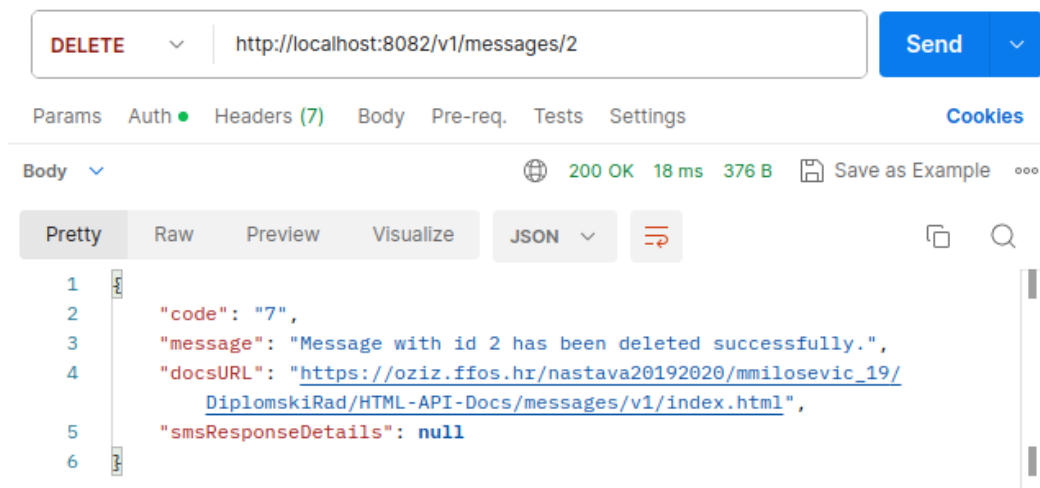 DELETE http://localhost:8082/v1/messages/2 Send
Params Auth Headers (7) Body Pre-req. Tests Settings Cookies
Body 200 OK 18 ms 376 B Save as Example
Pretty Raw Preview Visualize JSON
1 {
2 "code": "7",
3 "message": "Message with id 2 has been deleted successfully.",
4 "docsURL": "https://oziz.ffos.hr/nastava20192020/mmilosevic_19/
DiplomskiRad/HTML-API-Docs/messages/v1/index.html",
5 "smsResponseDetails": null
6 }